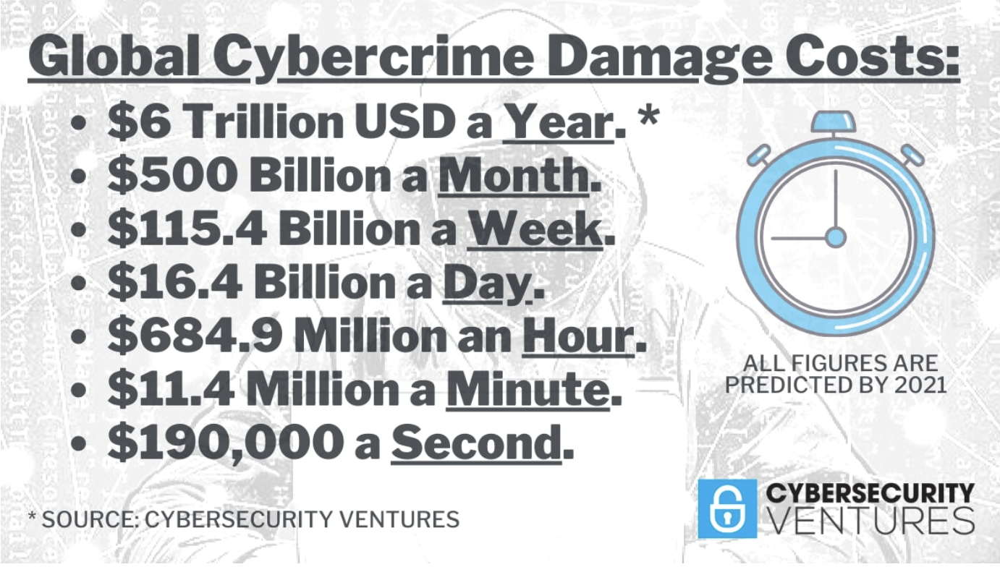 Global Cybercrime Damage Costs:
• $6 Trillion USD a Year. *
• $500 Billion a Month.
• $115.4 Billion a Week.
• $16.4 Billion a Day.
• $684.9 Million an Hour.
• $11.4 Million a Minute.
• $190,000 a Second.
ALL FIGURES ARE
PREDICTED BY 2021
* SOURCE: CYBERSECURITY VENTURES
CYBERSECURITY
VENTURES